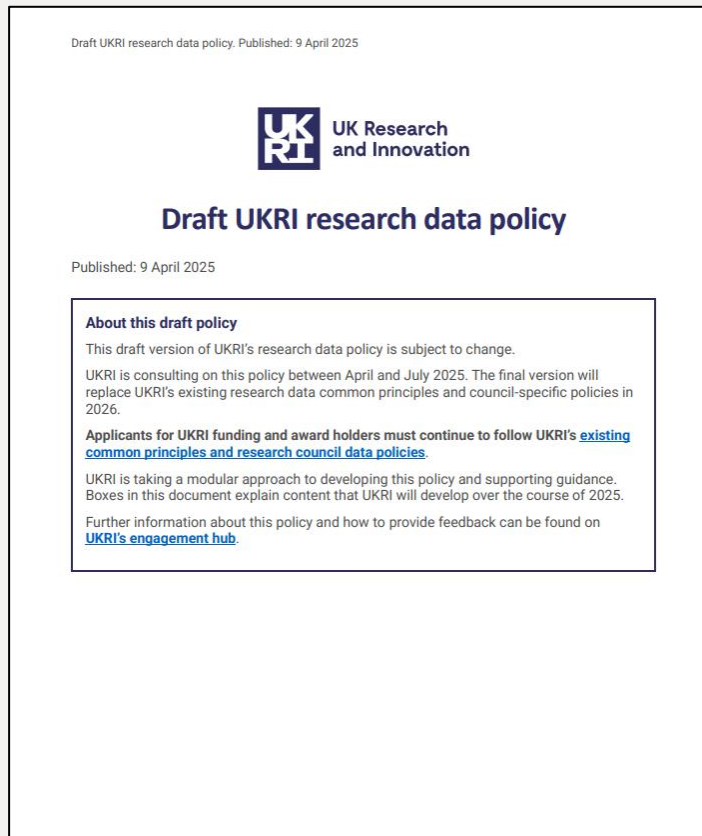 Draft UKRI research data policy. Published: 9 April 2025
UK
RI
UK Research
and Innovation
Draft UKRI research data policy
Published: 9 April 2025
About this draft policy
This draft version of UKRI's research data policy is subject to change.
UKRI is consulting on this policy between April and July 2025. The final version will
replace UKRI's existing research data common principles and council-specific policies in
2026.
Applicants for UKRI funding and award holders must continue to follow UKRI's existing
common principles and research council data policies.
UKRI is taking a modular approach to developing this policy and supporting guidance.
Boxes in this document explain content that UKRI will develop over the course of 2025.
Further information about this policy and how to provide feedback can be found on
UKRI's engagement hub.